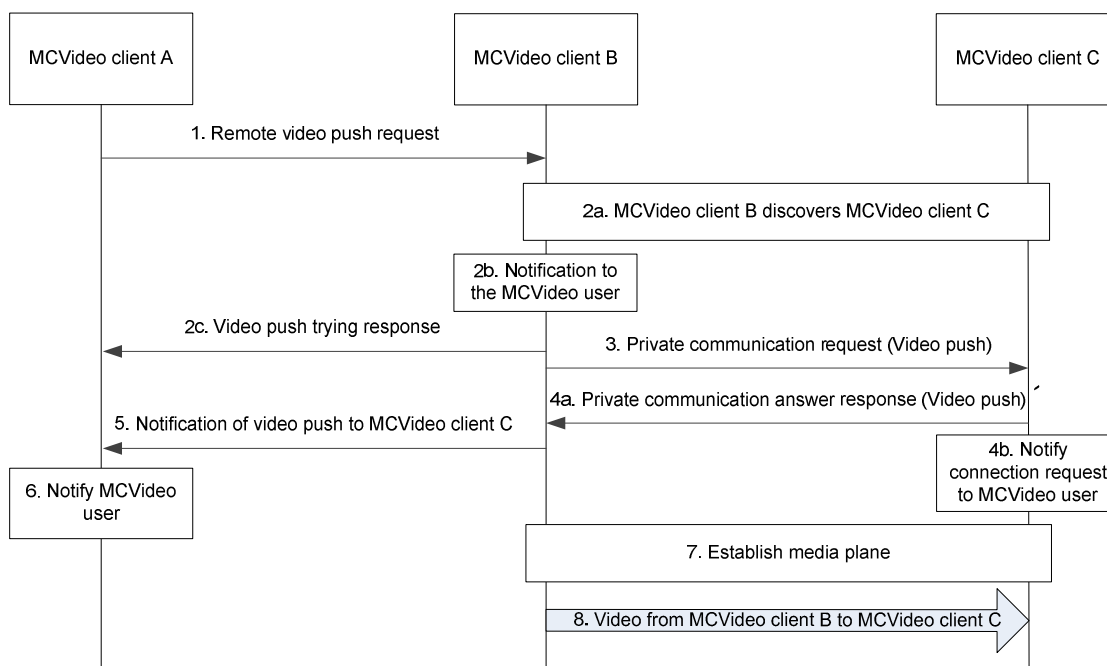 MCVideo client A
MCVideo client B
MCVideo client C
1. Remote video push request
2a. MCVideo client B discovers MCVideo client C
2b. Notification to
the MCVideo user
2c. Video push trying response
3. Private communication request (Video push)
4a. Private communication answer response (Video push)
5. Notification of video push to MCVideo client C
4b. Notify
connection request
to MCVideo user
6. Notify MCVideo
user
7. Establish media plane
8. Video from MCVideo client B to MCVideo client C